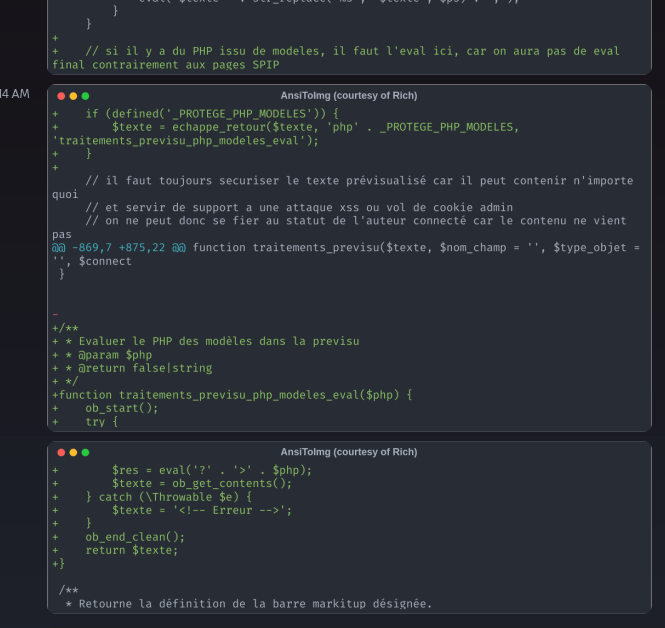 }
    }
+
+    // si il y a du PHP issu de modeles, il faut l'eval ici, car on aura pas de eval
final contrairement aux pages SPIP
14 AM
AnsiToImg (courtesy of Rich)
+    if (defined('_PROTEGE_PHP_MODELES')) {
+        $texte = echappe_retour($texte, 'php' . _PROTEGE_PHP_MODELES,
'traitements_previsu_php_modeles_eval');
+    }
+
     // il faut toujours securiser le texte prévisualisé car il peut contenir n'importe
quoi
     // et servir de support a une attaque xss ou vol de cookie admin
     // on ne peut donc se fier au statut de l'auteur connecté car le contenu ne vient
pas
@@ -869,7 +875,22 @@ function traitements_previsu($texte, $nom_champ = '', $type_objet =
'', $connect
 }
-
+/**
+ * Evaluer le PHP des modèles dans la previsu
+ * @param $php
+ * @return false|string
+ */
+function traitements_previsu_php_modeles_eval($php) {
+    ob_start();
+    try {
AnsiToImg (courtesy of Rich)
+        $res = eval('?' . '>' . $php);
+        $texte = ob_get_contents();
+    } catch (\Throwable $e) {
+        $texte = '<!-- Erreur -->';
+    }
+    ob_end_clean();
+    return $texte;
+}
 /**
  * Retourne la définition de la barre markitup désignée.